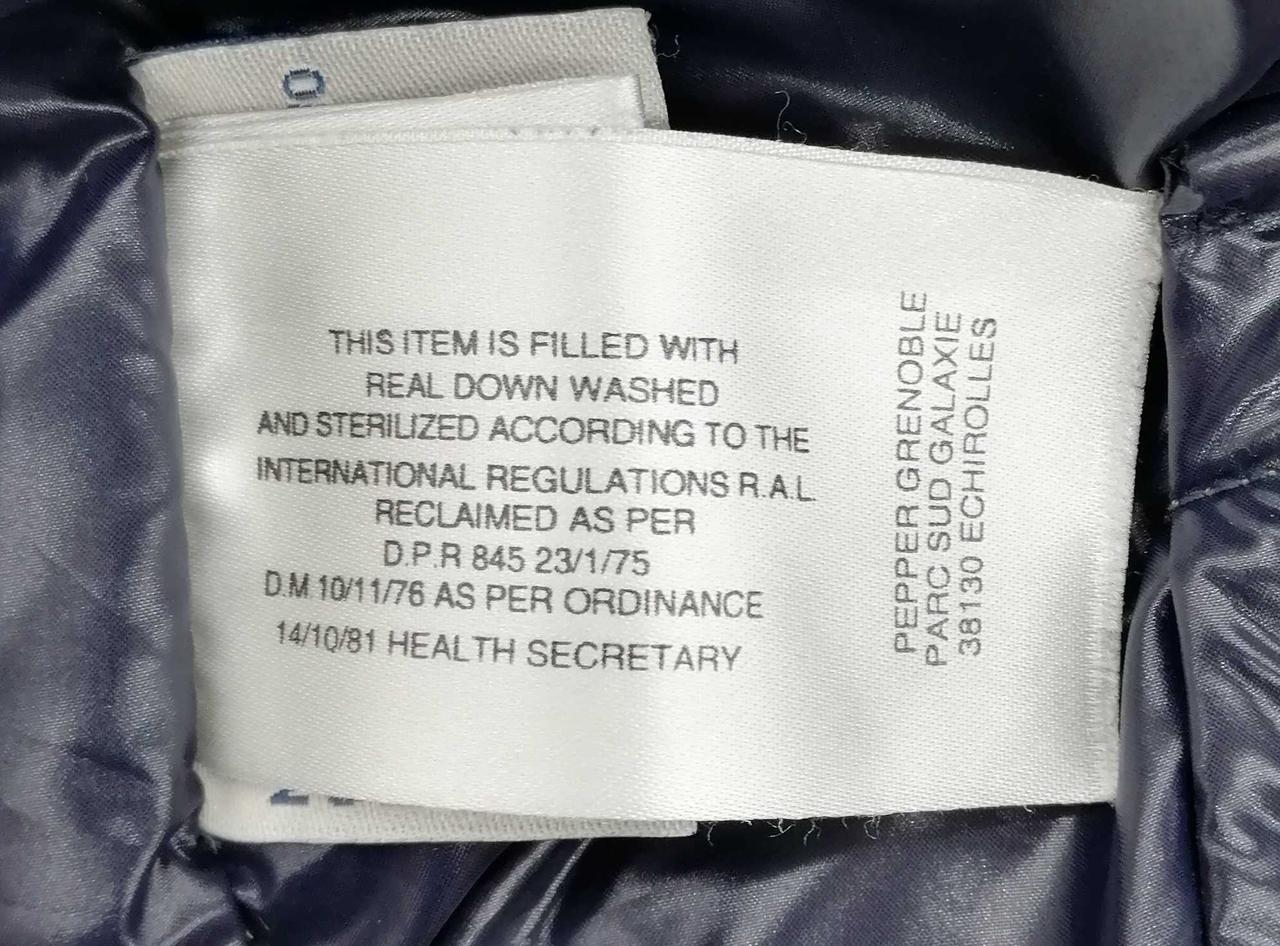 THIS ITEM IS FILLED WITH
REAL DOWN WASHED
AND STERILIZED ACCORDING TO THE
INTERNATIONAL REGULATIONS R.A.L
RECLAIMED AS PER
D.P.R 845 23/1/75
D.M 10/11/76 AS PER ORDINANCE
14/10/81 HEALTH SECRETARY
PEPPER GRENOBLE
PARC SUD GALAXIE
38130 ECHIROLLES